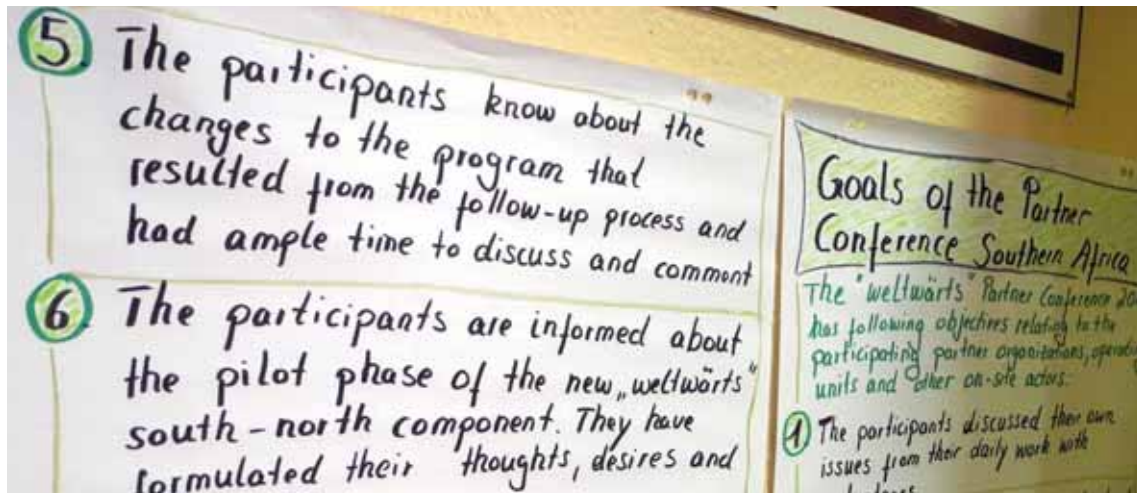 5. The participants know about the
changes to the program that
resulted from the follow-up process and
had ample time to discuss and comment
6. The participants are informed about
the pilot phase of the new „weltwärts"
south-north component. They have
formulated their thoughts, desires and
Goals of the Partner
Conference Southern Africa
The "weltwärts" Partner Conference
has following objectives relating to the
participating partner organizations,
units and other on-site actors:
1 The participants discussed their own
issues from their daily work with